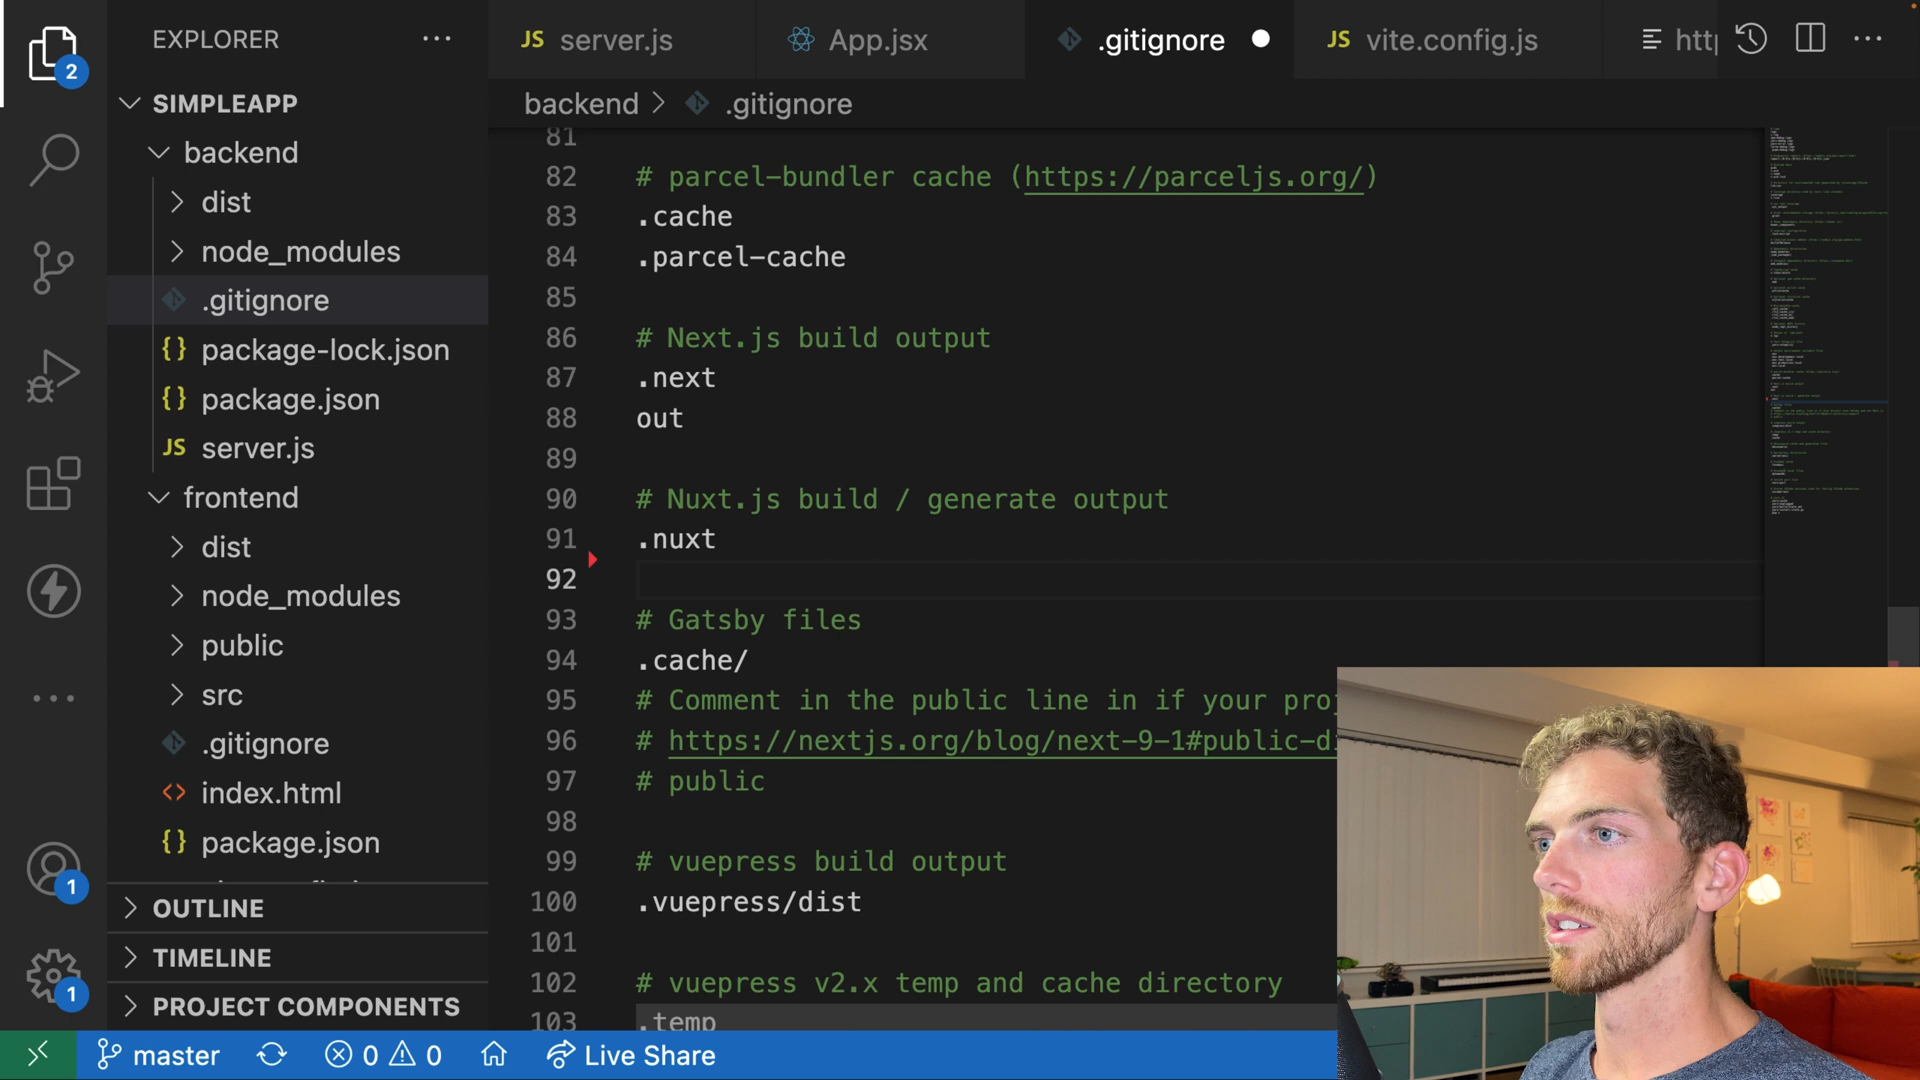 EXPLORER
SIMPLEAPP
backend
dist
node_modules
.gitignore
package-lock.json
package.json
JS server.js
frontend
dist
node_modules
public
src
.gitignore
index.html
package.json
OUTLINE
TIMELINE
PROJECT COMPONENTS
2
1
1
JS server.js
App.jsx
.gitignore
JS vite.config.js
backend > .gitignore
81
82 # parcel-bundler cache (https://parceljs.org/)
83 .cache
84 .parcel-cache
85
86 # Next.js build output
87 .next
88 out
89
90 # Nuxt.js build / generate output
91 .nuxt
92
93 # Gatsby files
94 .cache/
95 # Comment in the public line in if your
96 # https://nextjs.org/blog/next-9-1#public-
97 # public
98
99 # vuepress build output
100 .vuepress/dist
101
102 # vuepress v2.x temp and cache directory
103 .temp
master 0 0 Live Share